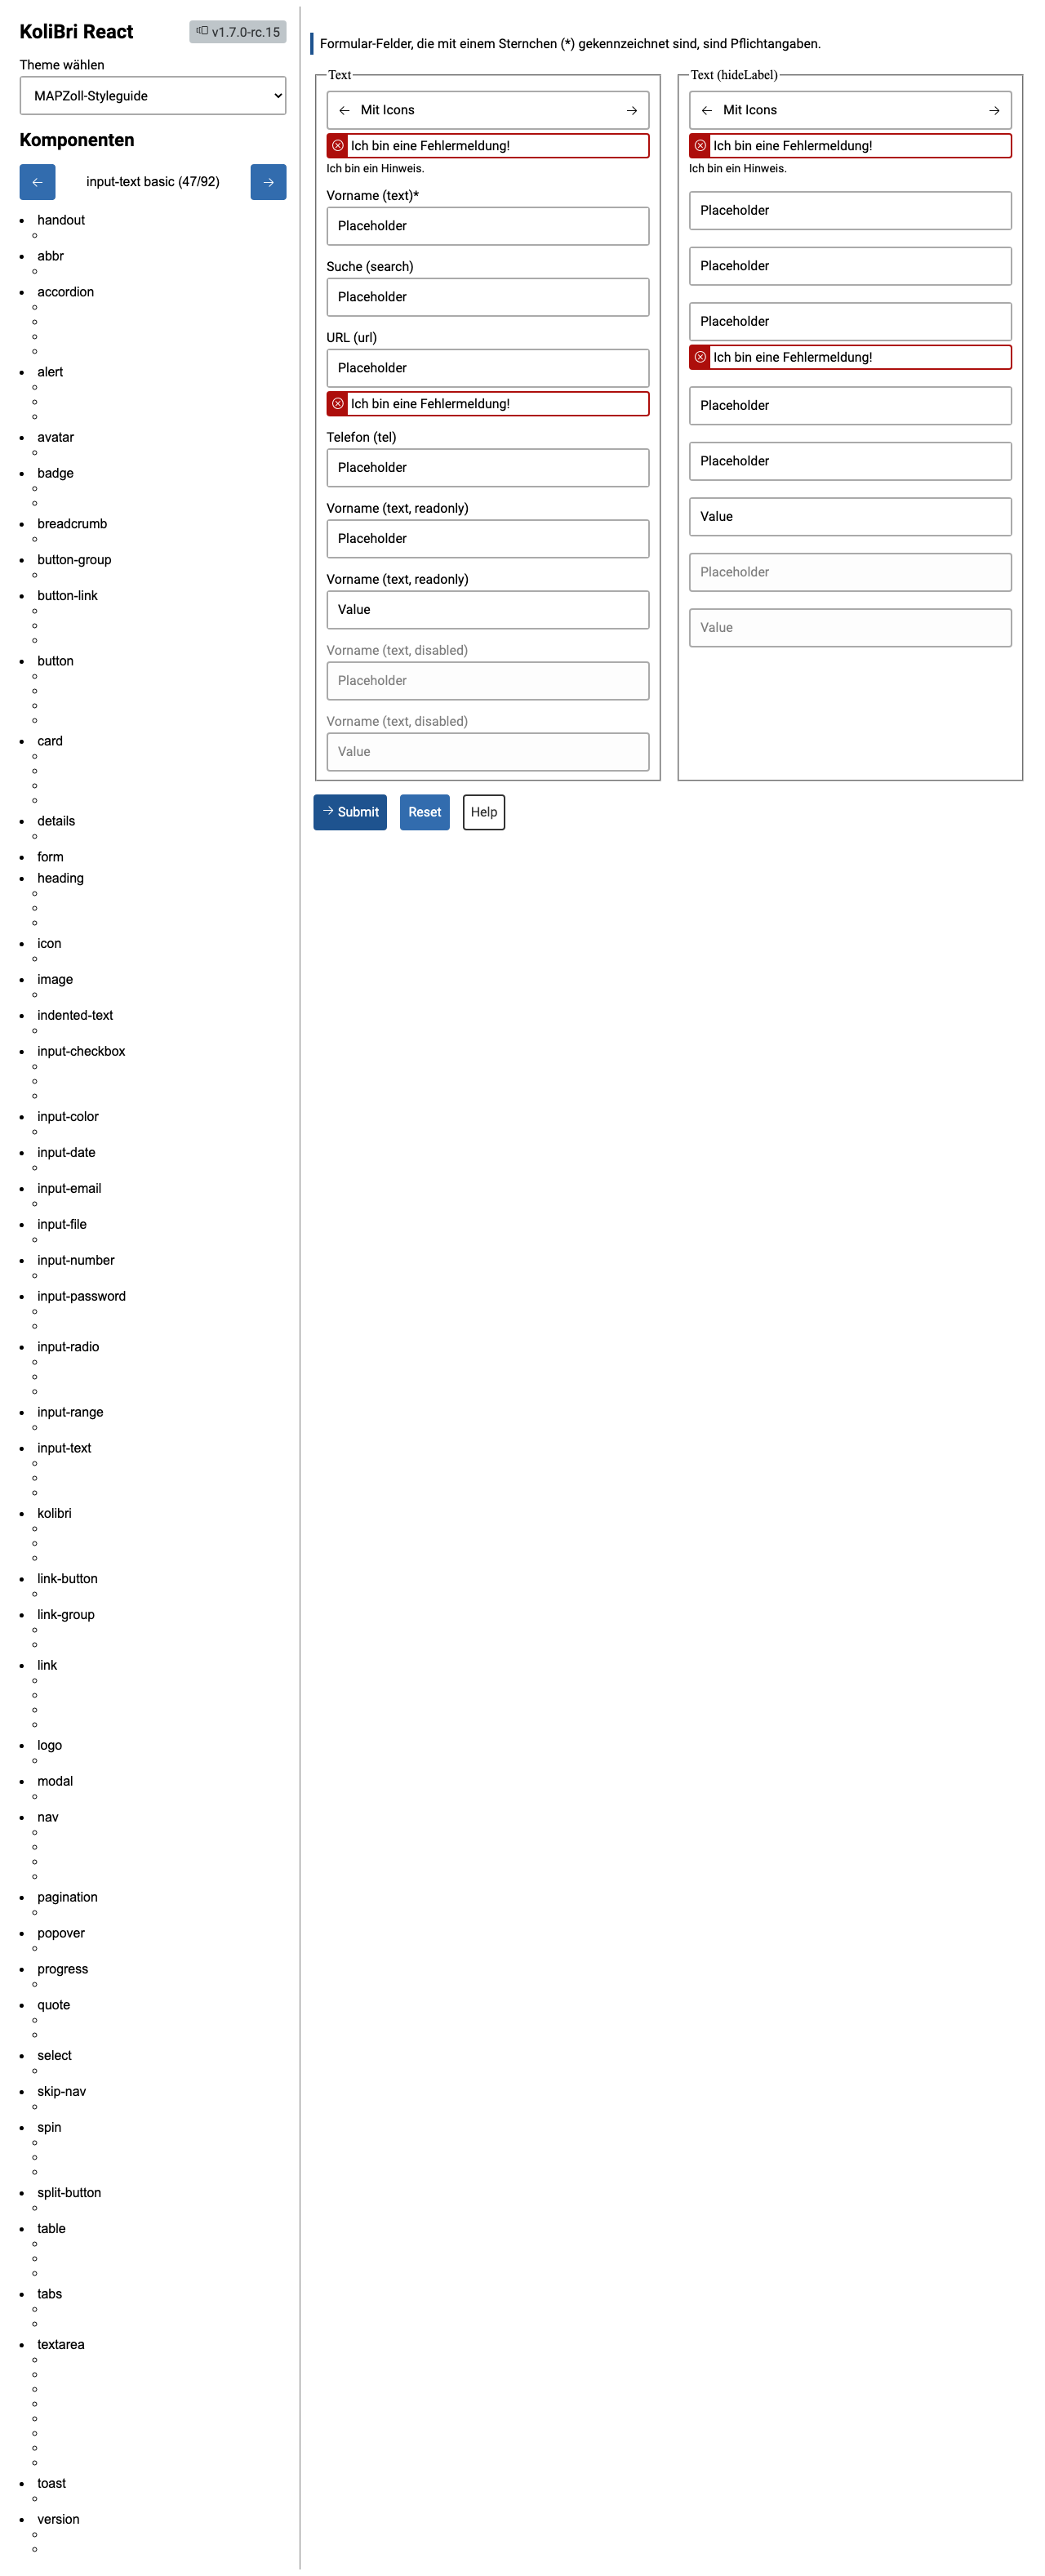 KoliBri React
v1.7.0-rc.15
Theme wählen
MAPZoll-Styleguide
Komponenten
← input-text basic (47/92) →
handout
abbr
accordion
alert
avatar
badge
breadcrumb
button-group
button-link
button
card
details
form
heading
icon
image
indented-text
input-checkbox
input-color
input-date
input-email
input-file
input-number
input-password
input-radio
input-range
input-text
kolibri
link-button
link-group
link
logo
modal
nav
pagination
popover
progress
quote
select
skip-nav
spin
split-button
table
tabs
textarea
toast
version
Formular-Felder, die mit einem Sternchen (*) gekennzeichnet sind, sind Pflichtangaben.
Text
← Mit Icons →
Ich bin eine Fehlermeldung!
Ich bin ein Hinweis.
Vorname (text)*
Placeholder
Suche (search)
Placeholder
URL (url)
Placeholder
Ich bin eine Fehlermeldung!
Telefon (tel)
Placeholder
Vorname (text, readonly)
Placeholder
Vorname (text, readonly)
Value
Vorname (text, disabled)
Placeholder
Vorname (text, disabled)
Value
Text (hideLabel)
← Mit Icons →
Ich bin eine Fehlermeldung!
Ich bin ein Hinweis.
Placeholder
Placeholder
Placeholder
Ich bin eine Fehlermeldung!
Placeholder
Placeholder
Value
Placeholder
Value
→ Submit
Reset
Help